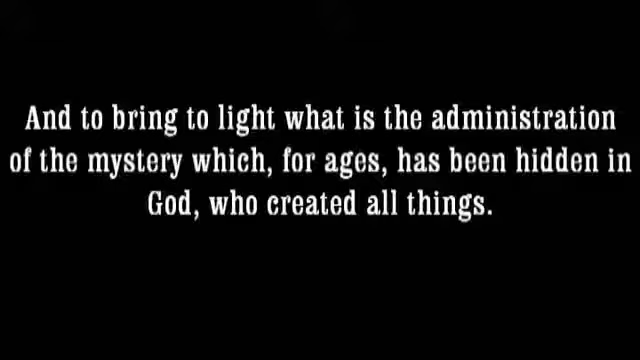 And to bring to light what is the administration
of the mystery which, for ages, has been hidden in
God, who created all things.